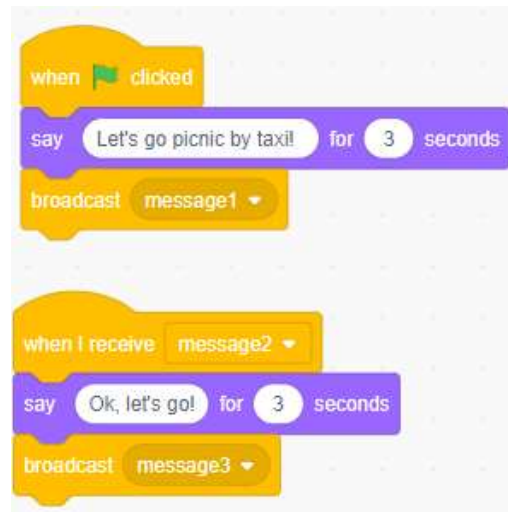 when clicked
say Let's go picnic by taxi! for 3 seconds
broadcast message1
when I receive message2
say Ok, let's go! for 3 seconds
broadcast message3